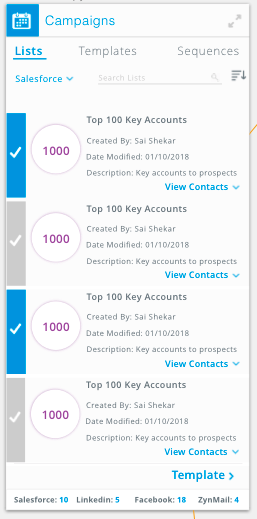 Campaigns
Lists Templates Sequences
Salesforce Search Lists
Top 100 Key Accounts
1000
Created By: Sai Shekar
Date Modified: 01/10/2018
Description: Key accounts to prospects
View Contacts
Top 100 Key Accounts
1000
Created By: Sai Shekar
Date Modified: 01/10/2018
Description: Key accounts to prospects
View Contacts
Top 100 Key Accounts
1000
Created By: Sai Shekar
Date Modified: 01/10/2018
Description: Key accounts to prospects
View Contacts
Top 100 Key Accounts
1000
Created By: Sai Shekar
Date Modified: 01/10/2018
Description: Key accounts to prospects
View Contacts
Template
Salesforce: 10 Linkedin: 5 Facebook: 18 ZynMail: 4